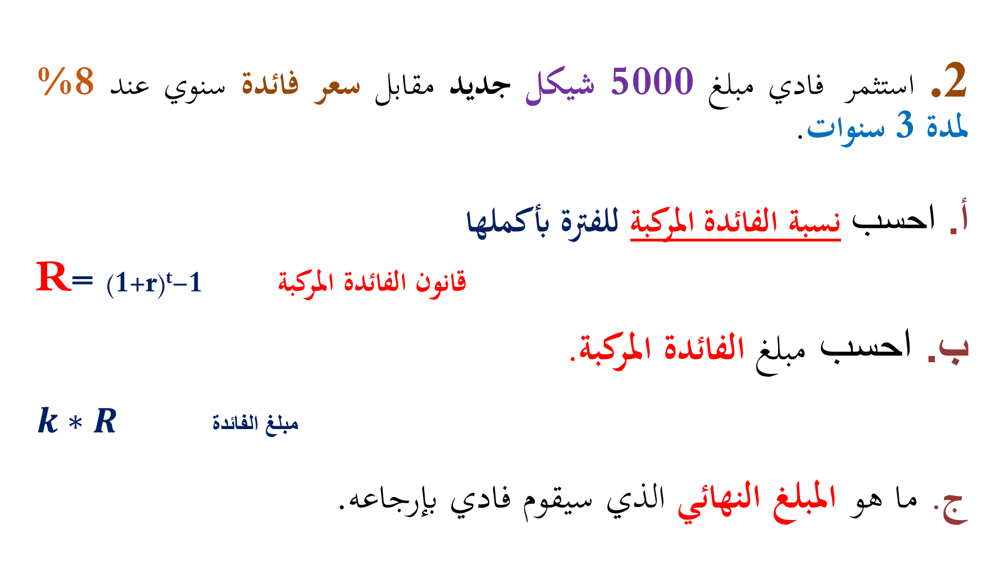 2. استثمر فادي مبلغ 5000 شيكل جديد مقابل سعر فائدة سنوي عند 8%
لمدة 3 سنوات.
أ. احسب نسبة الفائدة المركبة للفترة بأكملها
R= (1+r)ᵗ−1 قانون الفائدة المركبة
ب. احسب مبلغ الفائدة المركبة.
k * R مبلغ الفائدة
ج. ما هو المبلغ النهائي الذي سيقوم فادي بإرجاعه.